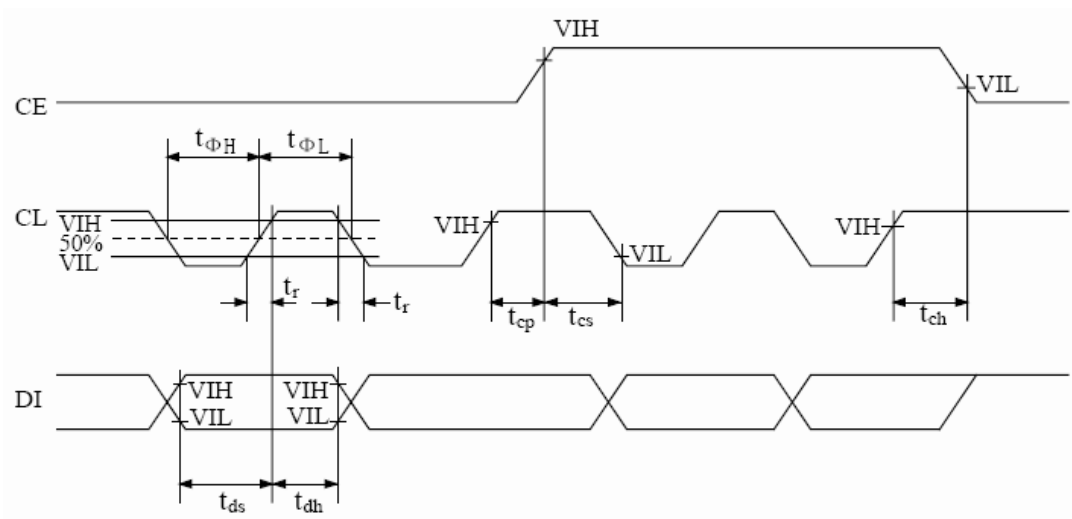 VIH
CE
VIL
tΦH
tΦL
CL
VIH
50%
VIL
VIH
VIL
VIH
tr
tr
tcp
tcs
tch
DI
VIH
VIH
VIL
VIL
tds
tdh